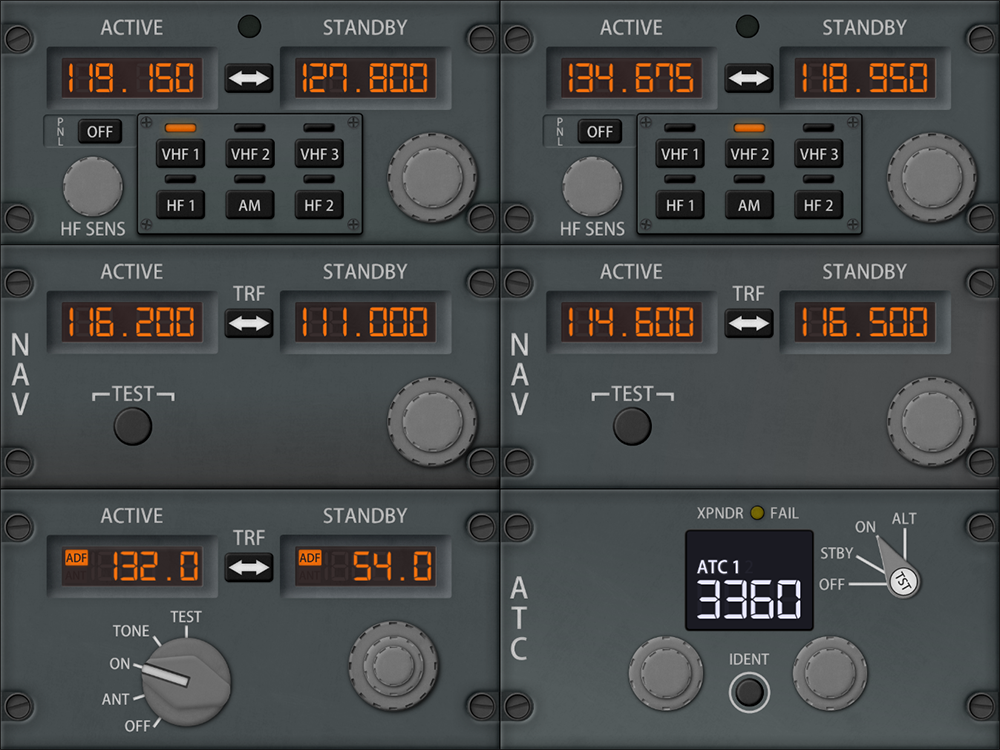 ACTIVE STANDBY
119.150 127.800
PNL OFF
VHF 1 VHF 2 VHF 3
HF 1 AM HF 2
HF SENS
ACTIVE STANDBY
134.675 118.950
PNL OFF
VHF 1 VHF 2 VHF 3
HF 1 AM HF 2
HF SENS
ACTIVE STANDBY
TRF
116.200 111.000
NAV
TEST
ACTIVE STANDBY
TRF
114.600 116.500
NAV
TEST
ACTIVE STANDBY
TRF
ADF 132.0 ADF 54.0
ANT ANT
TEST
TONE
ON
ANT
OFF
XPNDR FAIL
ATC 1 2
3360
ATC
IDENT
ALT
ON
STBY
OFF
TST